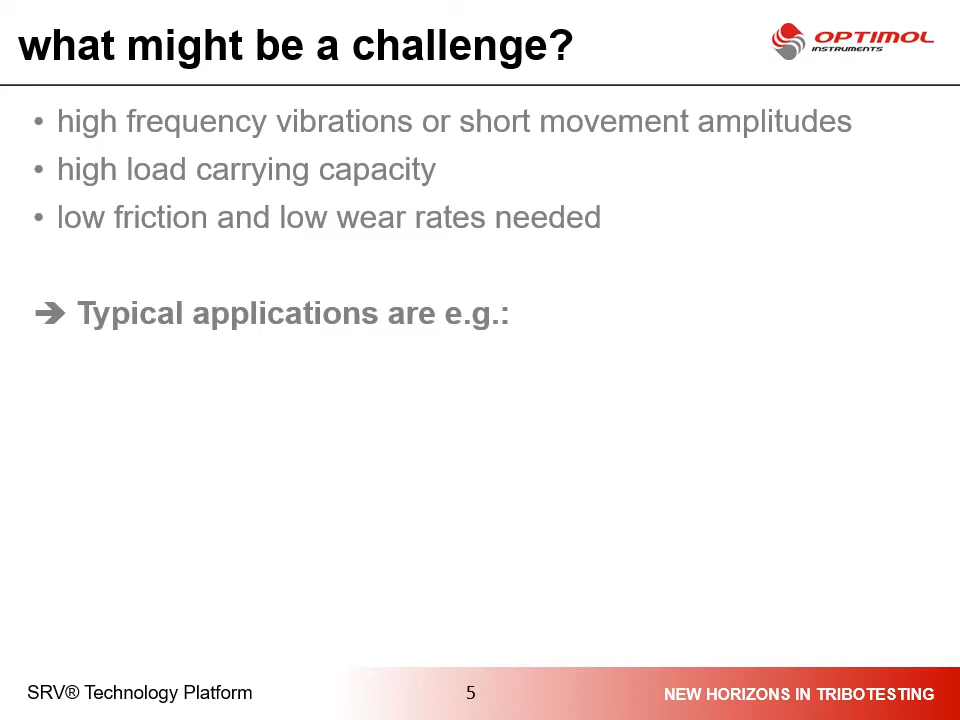 what might be a challenge?
OPTIMOL
INSTRUMENTS
• high frequency vibrations or short movement amplitudes
• high load carrying capacity
• low friction and low wear rates needed
➔ Typical applications are e.g.:
SRV® Technology Platform
5
NEW HORIZONS IN TRIBOTESTING